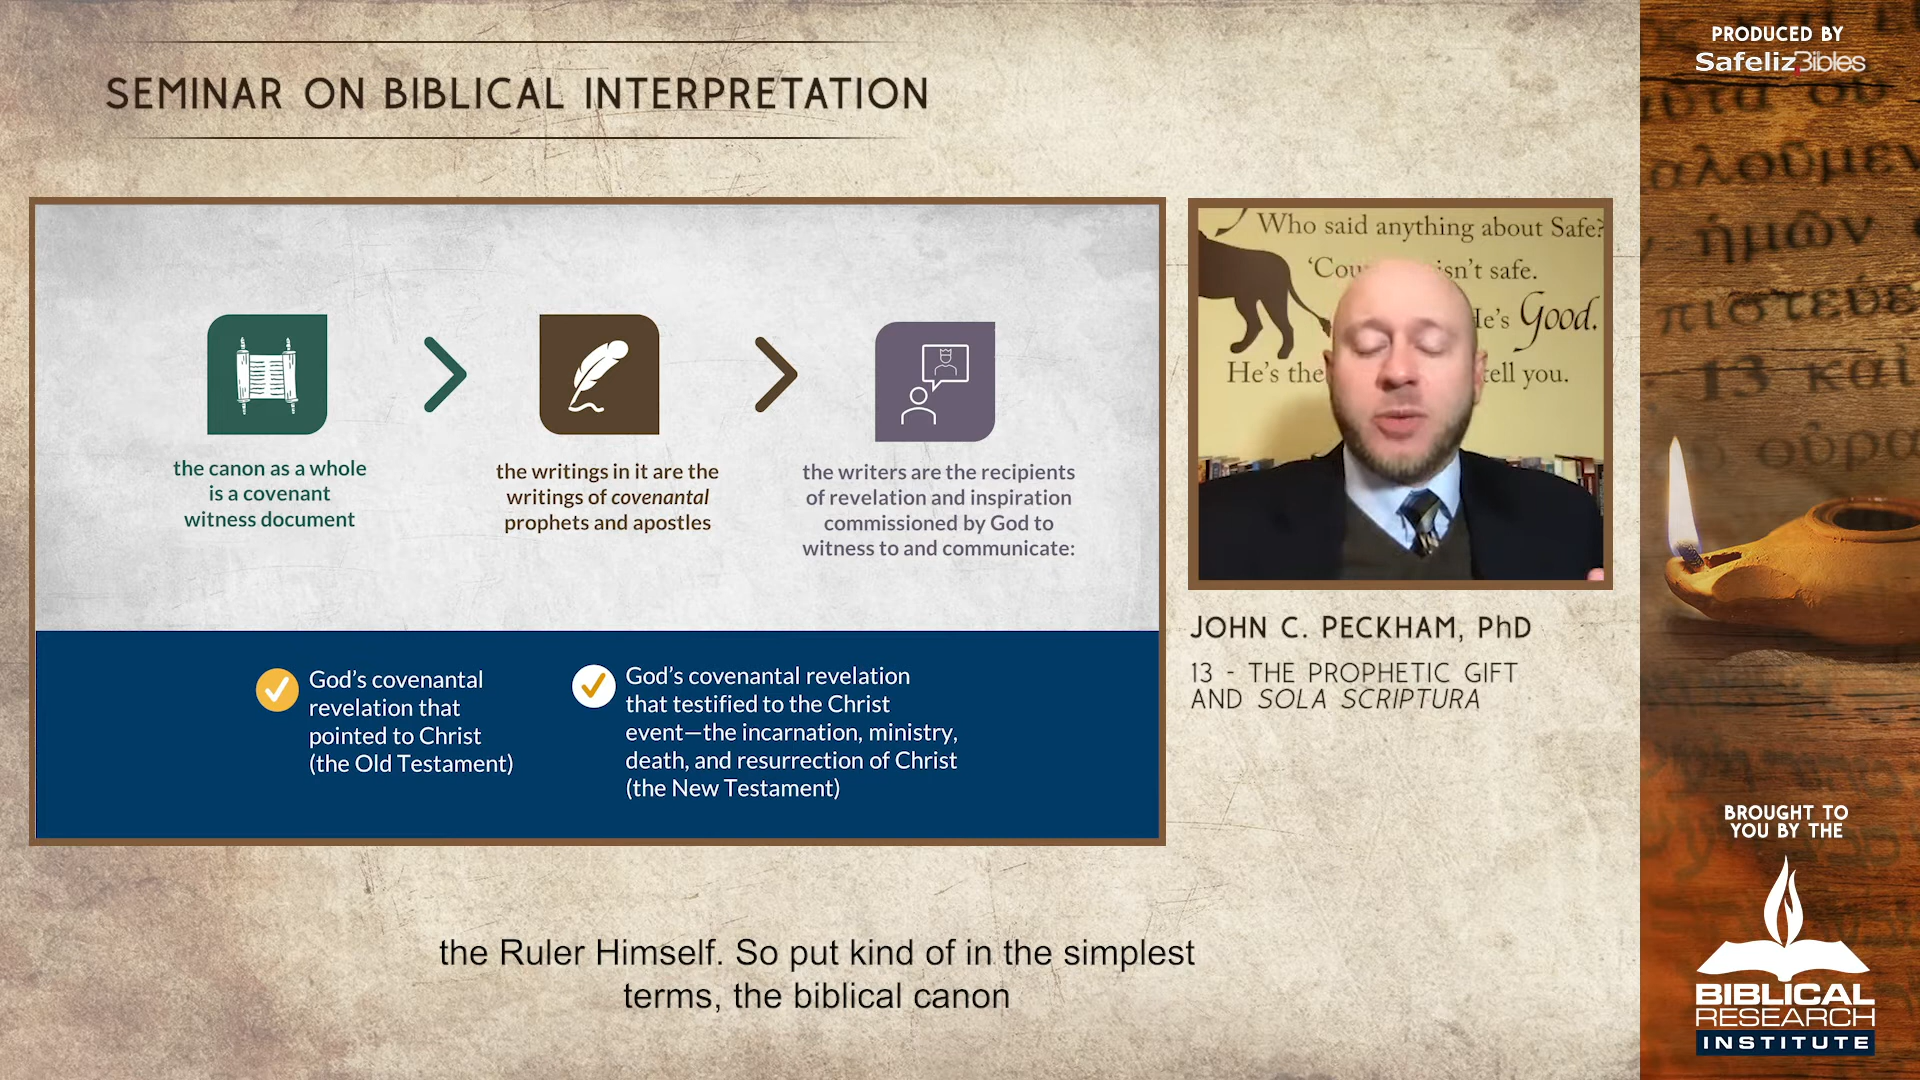 SEMINAR ON BIBLICAL INTERPRETATION
the canon as a whole
is a covenant
witness document
the writings in it are the
writings of covenantal
prophets and apostles
the writers are the recipients
of revelation and inspiration
commissioned by God to
witness to and communicate:
God's covenantal
revelation that
pointed to Christ
(the Old Testament)
God's covenantal revelation
that testified to the Christ
event—the incarnation, ministry,
death, and resurrection of Christ
(the New Testament)
Who said anything about Safe?
isn't safe.
He's Good.
He's the tell you.
JOHN C. PECKHAM, PhD
13 - THE PROPHETIC GIFT
AND SOLA SCRIPTURA
the Ruler Himself. So put kind of in the simplest
terms, the biblical canon
PRODUCED BY
Safeliz Bibles
ἡμῶν
13 καὶ
BROUGHT TO
YOU BY THE
BIBLICAL
RESEARCH
INSTITUTE